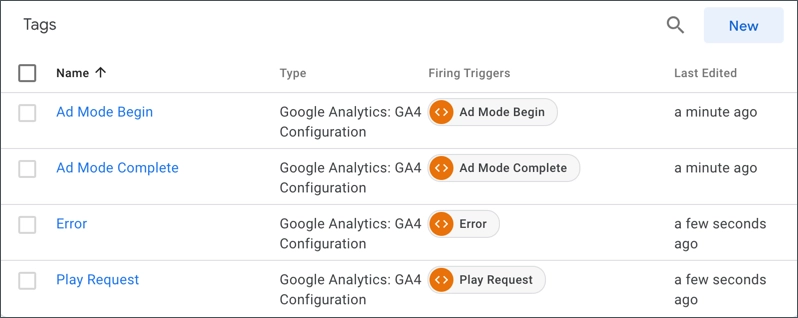 Tags
New
Name Type Firing Triggers Last Edited
Ad Mode Begin Google Analytics: GA4 Configuration Ad Mode Begin a minute ago
Ad Mode Complete Google Analytics: GA4 Configuration Ad Mode Complete a minute ago
Error Google Analytics: GA4 Configuration Error a few seconds ago
Play Request Google Analytics: GA4 Configuration Play Request a few seconds ago